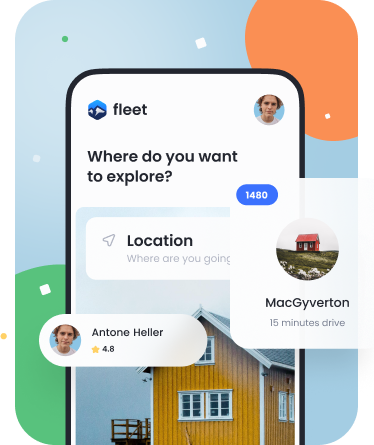 fleet
Where do you want
to explore?
1480
Location
Where are you going
MacGyverton
15 minutes drive
Antone Heller
4.8